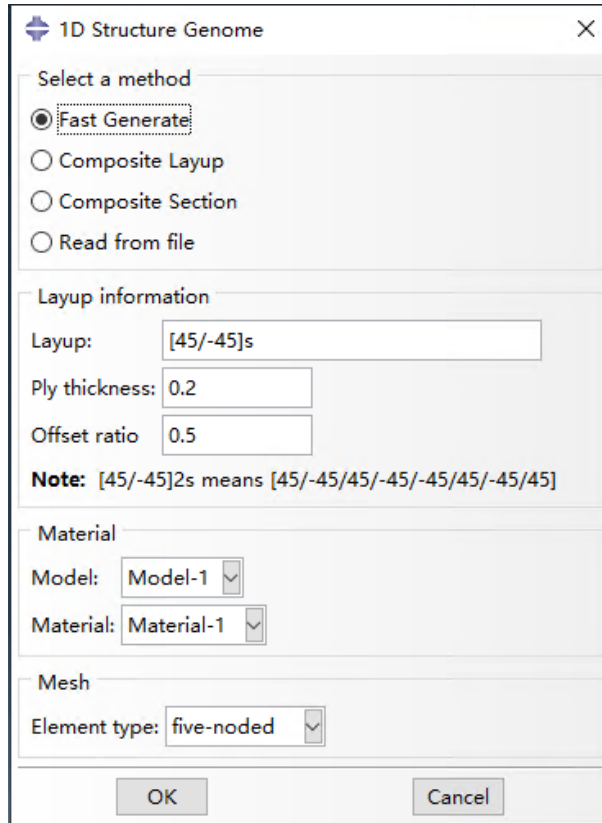 1D Structure Genome
Select a method
Fast Generate
Composite Layup
Composite Section
Read from file
Layup information
Layup: [45/-45]s
Ply thickness: 0.2
Offset ratio 0.5
Note: [45/-45]2s means [45/-45/45/-45/-45/45/-45/45]
Material
Model: Model-1
Material: Material-1
Mesh
Element type: five-noded
OK Cancel